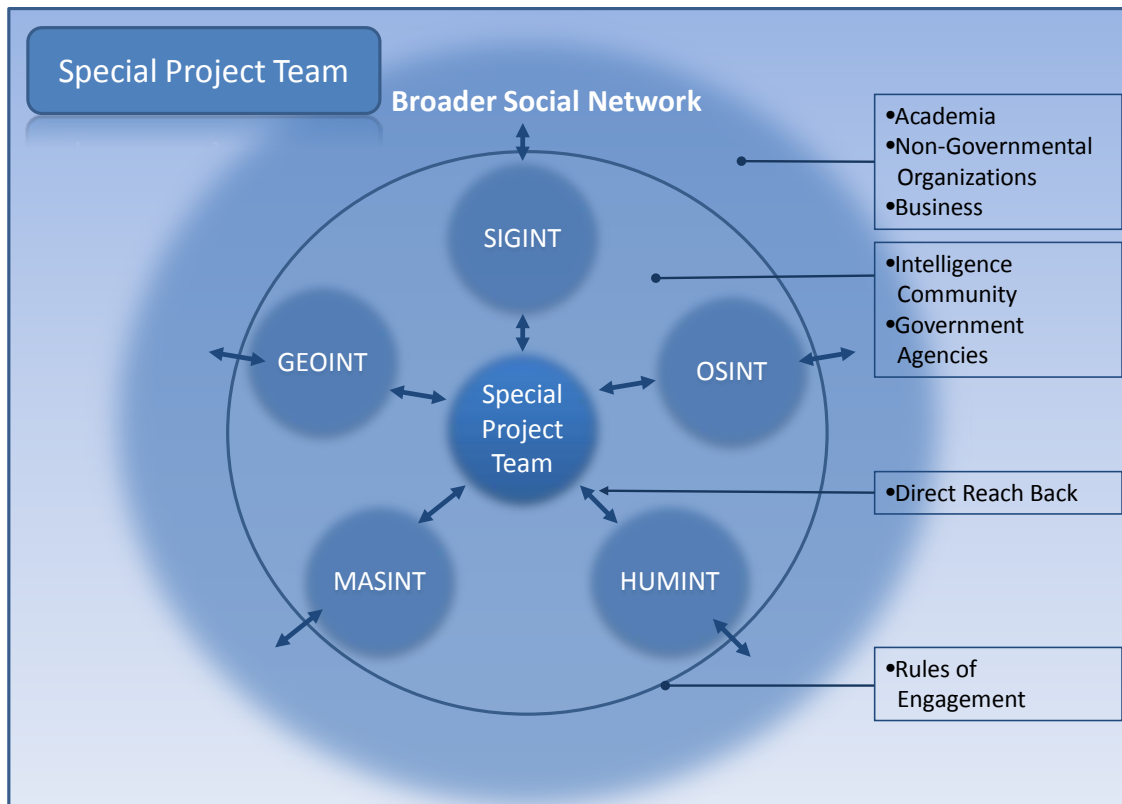 Special Project Team
Broader Social Network
•Academia
•Non-Governmental
Organizations
•Business
SIGINT
•Intelligence
Community
•Government
Agencies
GEOINT
OSINT
Special
Project
Team
•Direct Reach Back
MASINT
HUMINT
•Rules of
Engagement